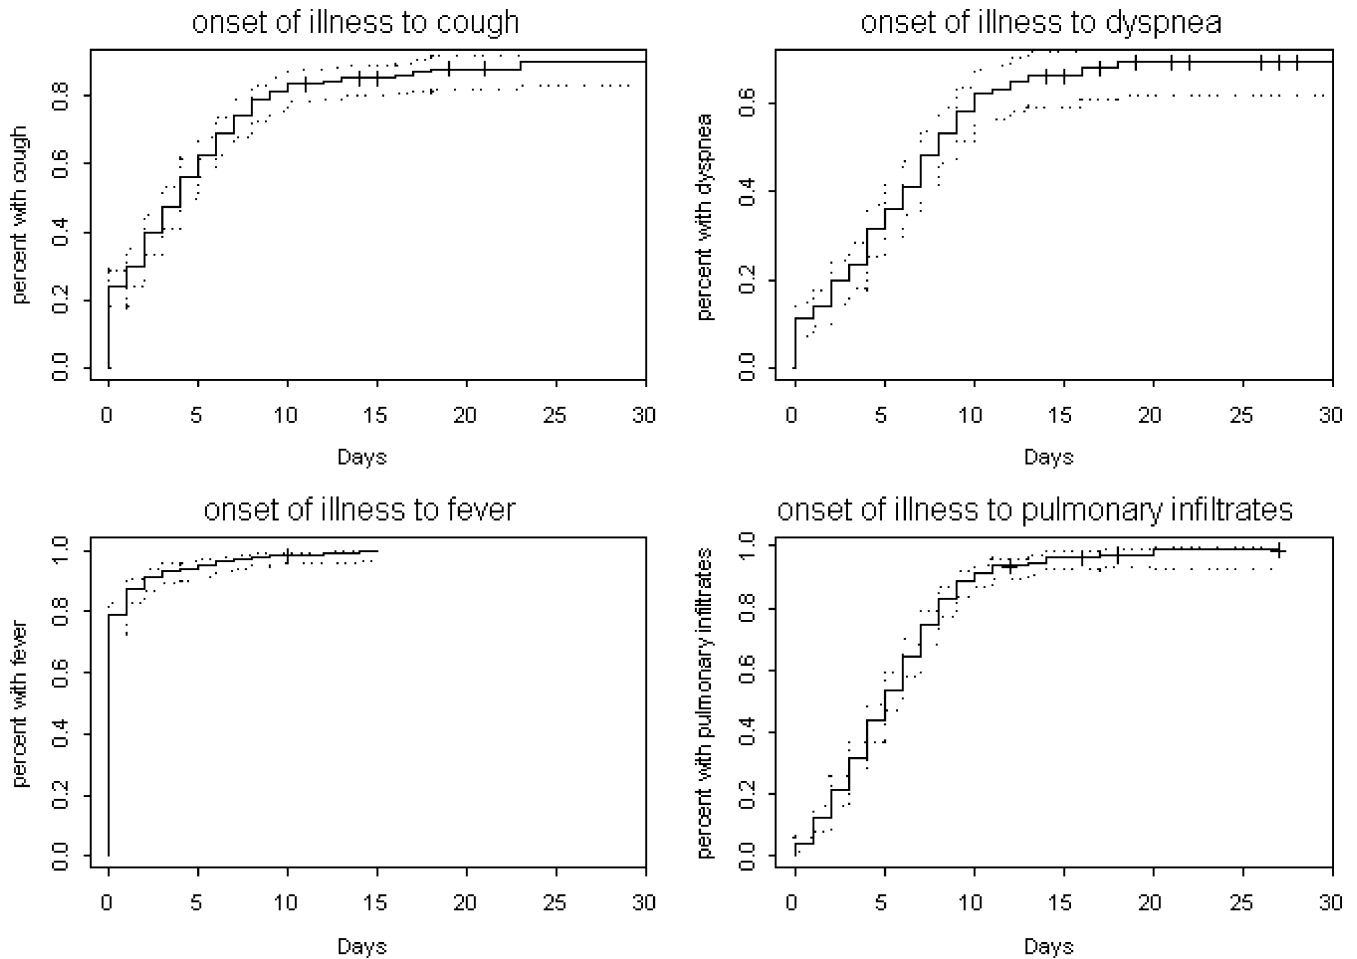 onset of illness to cough
percent with cough
0.0 0.2 0.4 0.6 0.8
0 5 10 15 20 25 30
Days
onset of illness to dyspnea
percent with dyspnea
0.0 0.2 0.4 0.6
0 5 10 15 20 25 30
Days
onset of illness to fever
percent with fever
0.0 0.2 0.4 0.6 0.8 1.0
0 5 10 15 20 25 30
Days
onset of illness to pulmonary infiltrates
percent with pulmonary infiltrates
0.0 0.2 0.4 0.6 0.8 1.0
0 5 10 15 20 25 30
Days